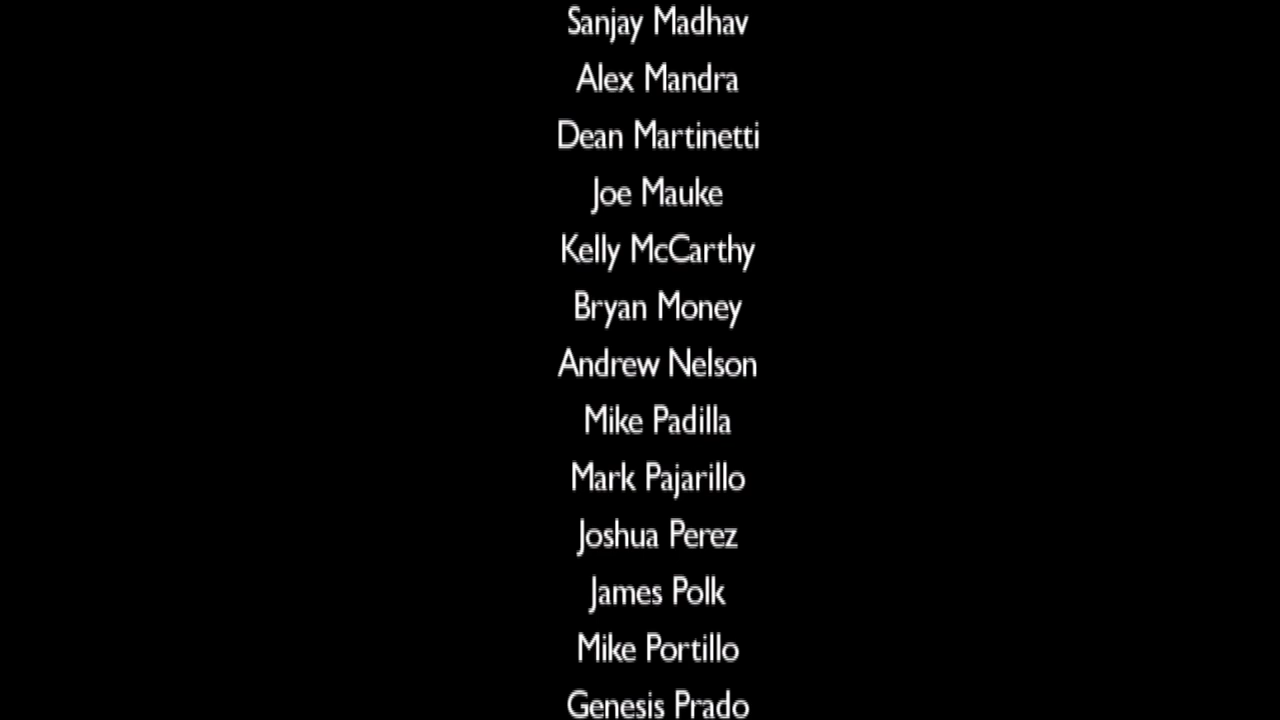 Sanjay Madhav
Alex Mandra
Dean Martinetti
Joe Mauke
Kelly McCarthy
Bryan Money
Andrew Nelson
Mike Padilla
Mark Pajarillo
Joshua Perez
James Polk
Mike Portillo
Genesis Prado